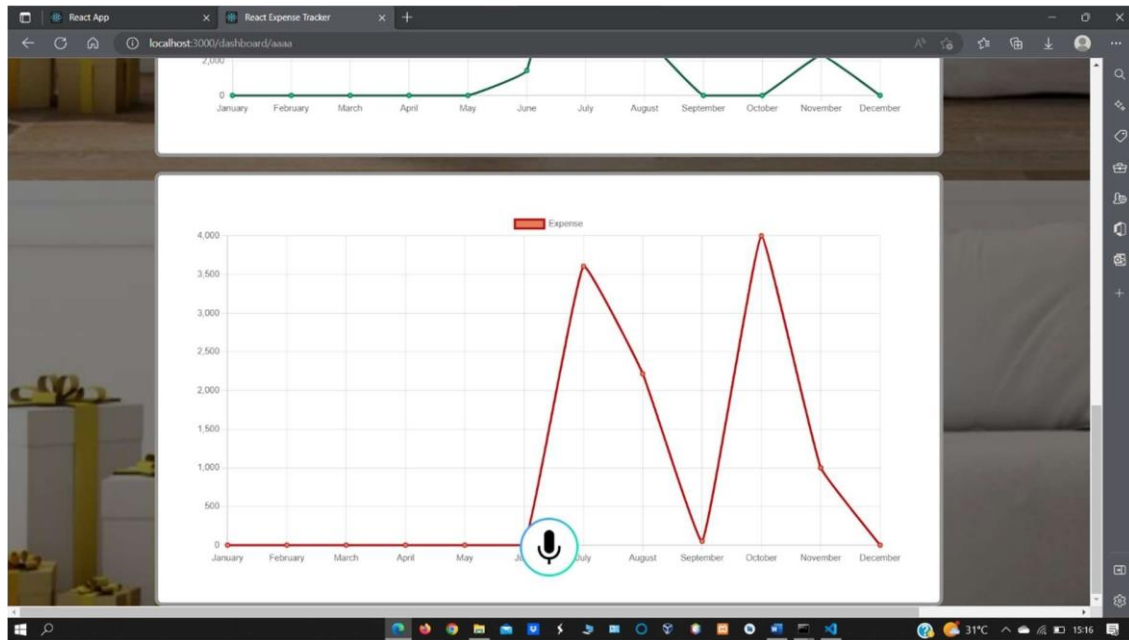 React App
React Expense Tracker
localhost:3000/dashboard/aaaa
2,000
0
January February March April May June July August September October November December
Expense
4,000
3,500
3,000
2,500
2,000
1,500
1,000
500
0
January February March April May July August September October November December
31°C
15:16